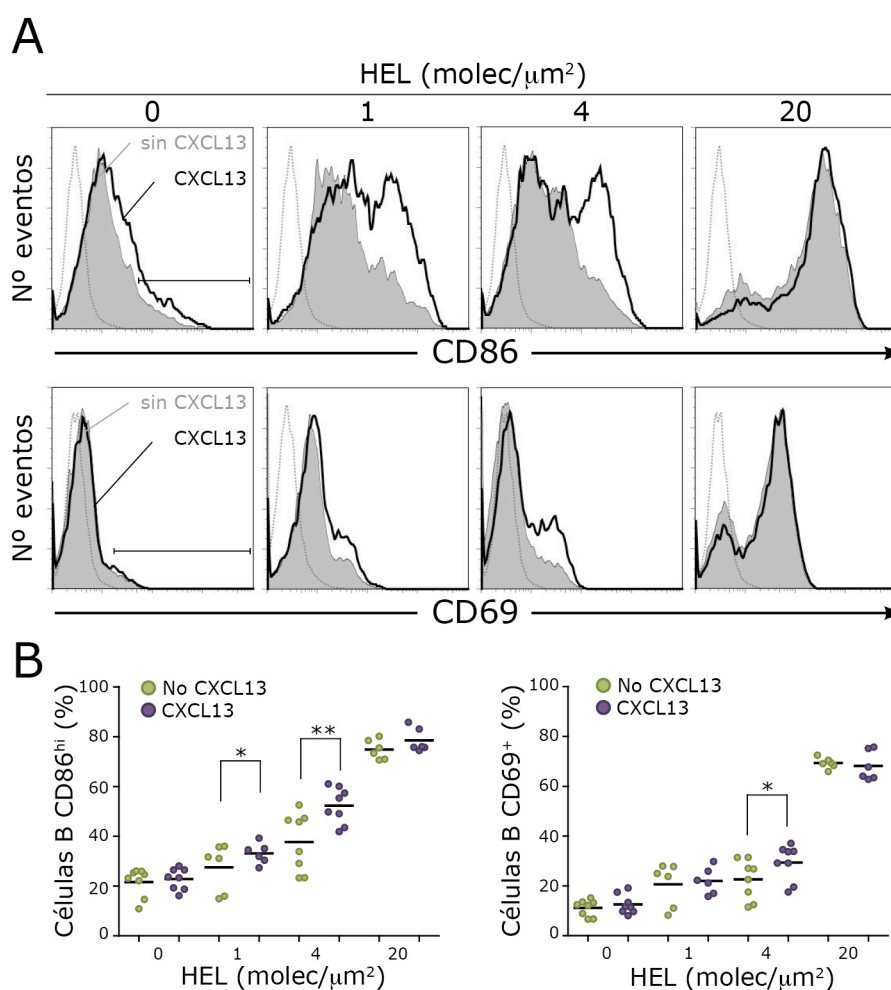 A
HEL (molec/μm²)
0 1 4 20
Nº eventos
sin CXCL13
CXCL13
CD86
Nº eventos
sin CXCL13
CXCL13
CD69
B
Células B CD86hi (%)
100
80
60
40
20
0
No CXCL13
CXCL13
*
**
0 1 4 20
HEL (molec/μm²)
Células B CD69+ (%)
100
80
60
40
20
0
No CXCL13
CXCL13
*
0 1 4 20
HEL (molec/μm²)